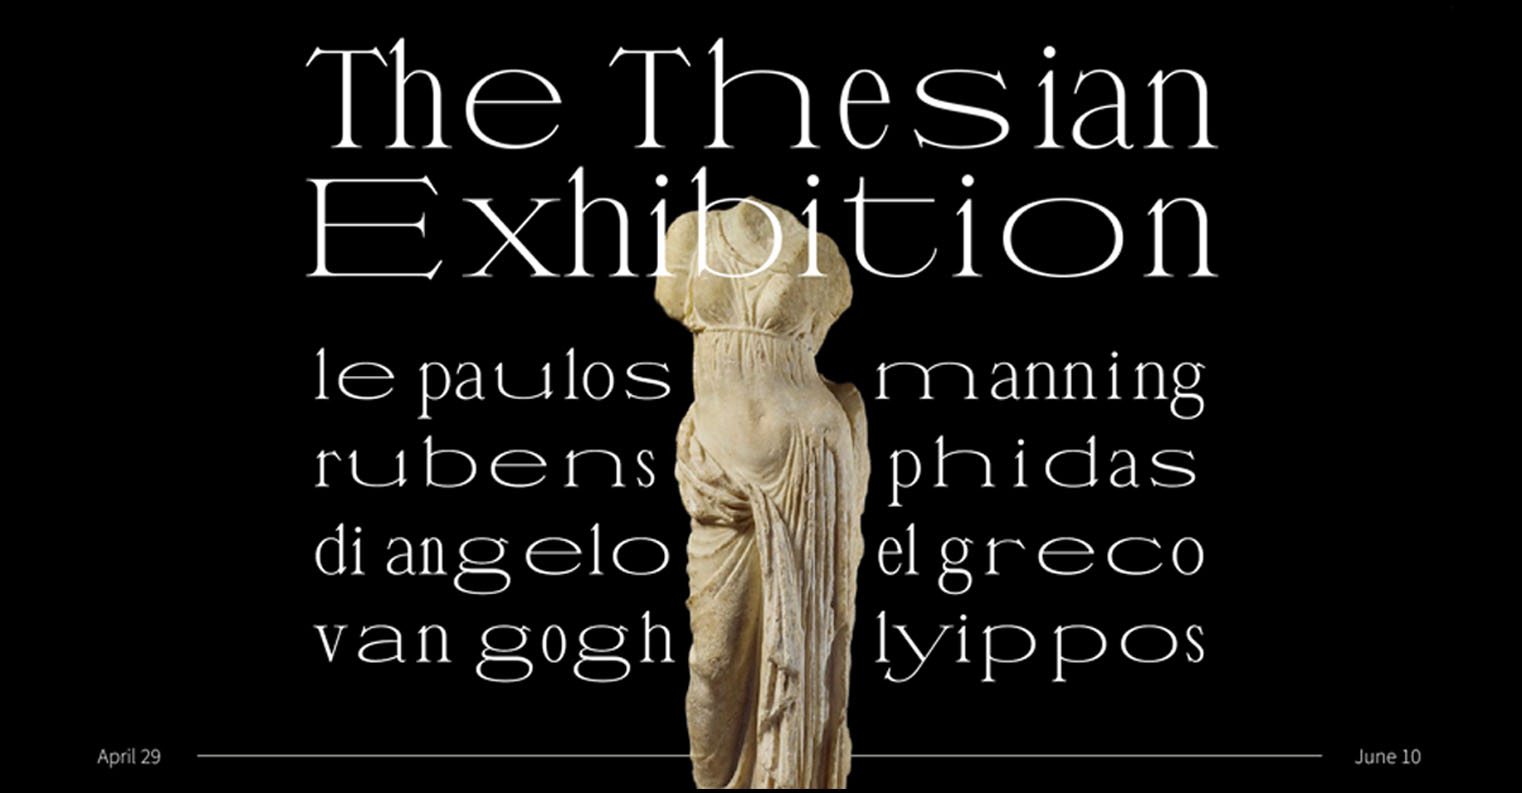 The Thesian
Exhibition
le paulos
rubens
di angelo
van gogh
manning
phidas
el greco
lyippos
April 29
June 10